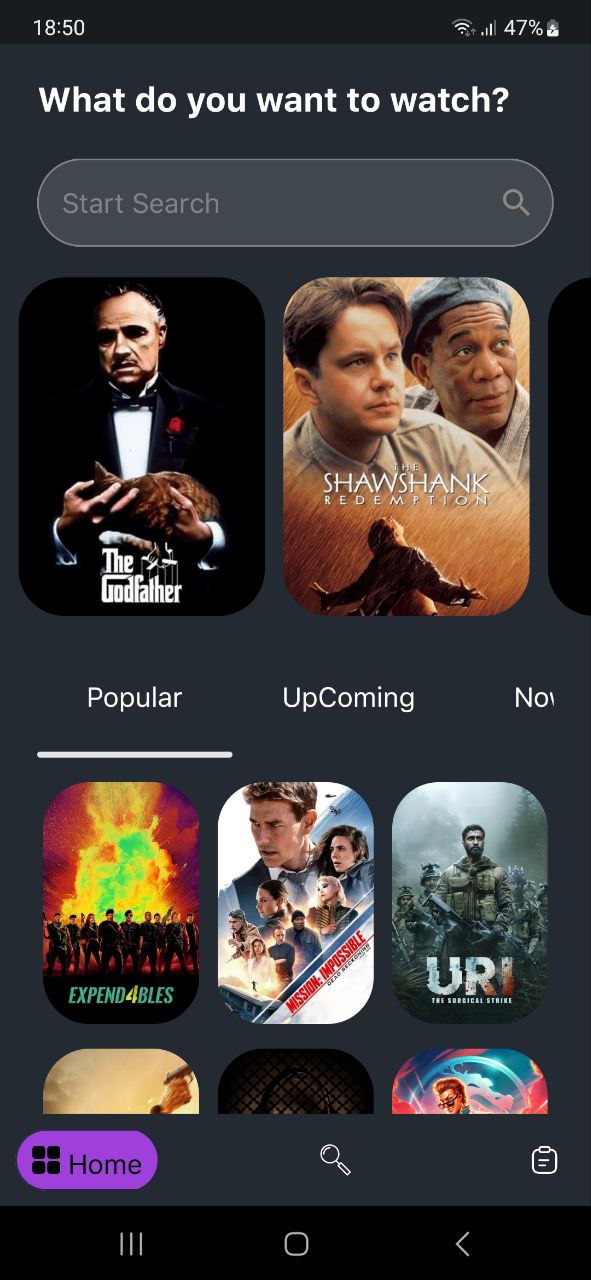 18:50
47%
What do you want to watch?
Start Search
The
Godfather
THE
SHAWSHANK
REDEMPTION
Popular
UpComing
Nov
EXPEND4BLES
MISSION: IMPOSSIBLE
DEAD RECKONING
URI
THE SURGICAL STRIKE
Home